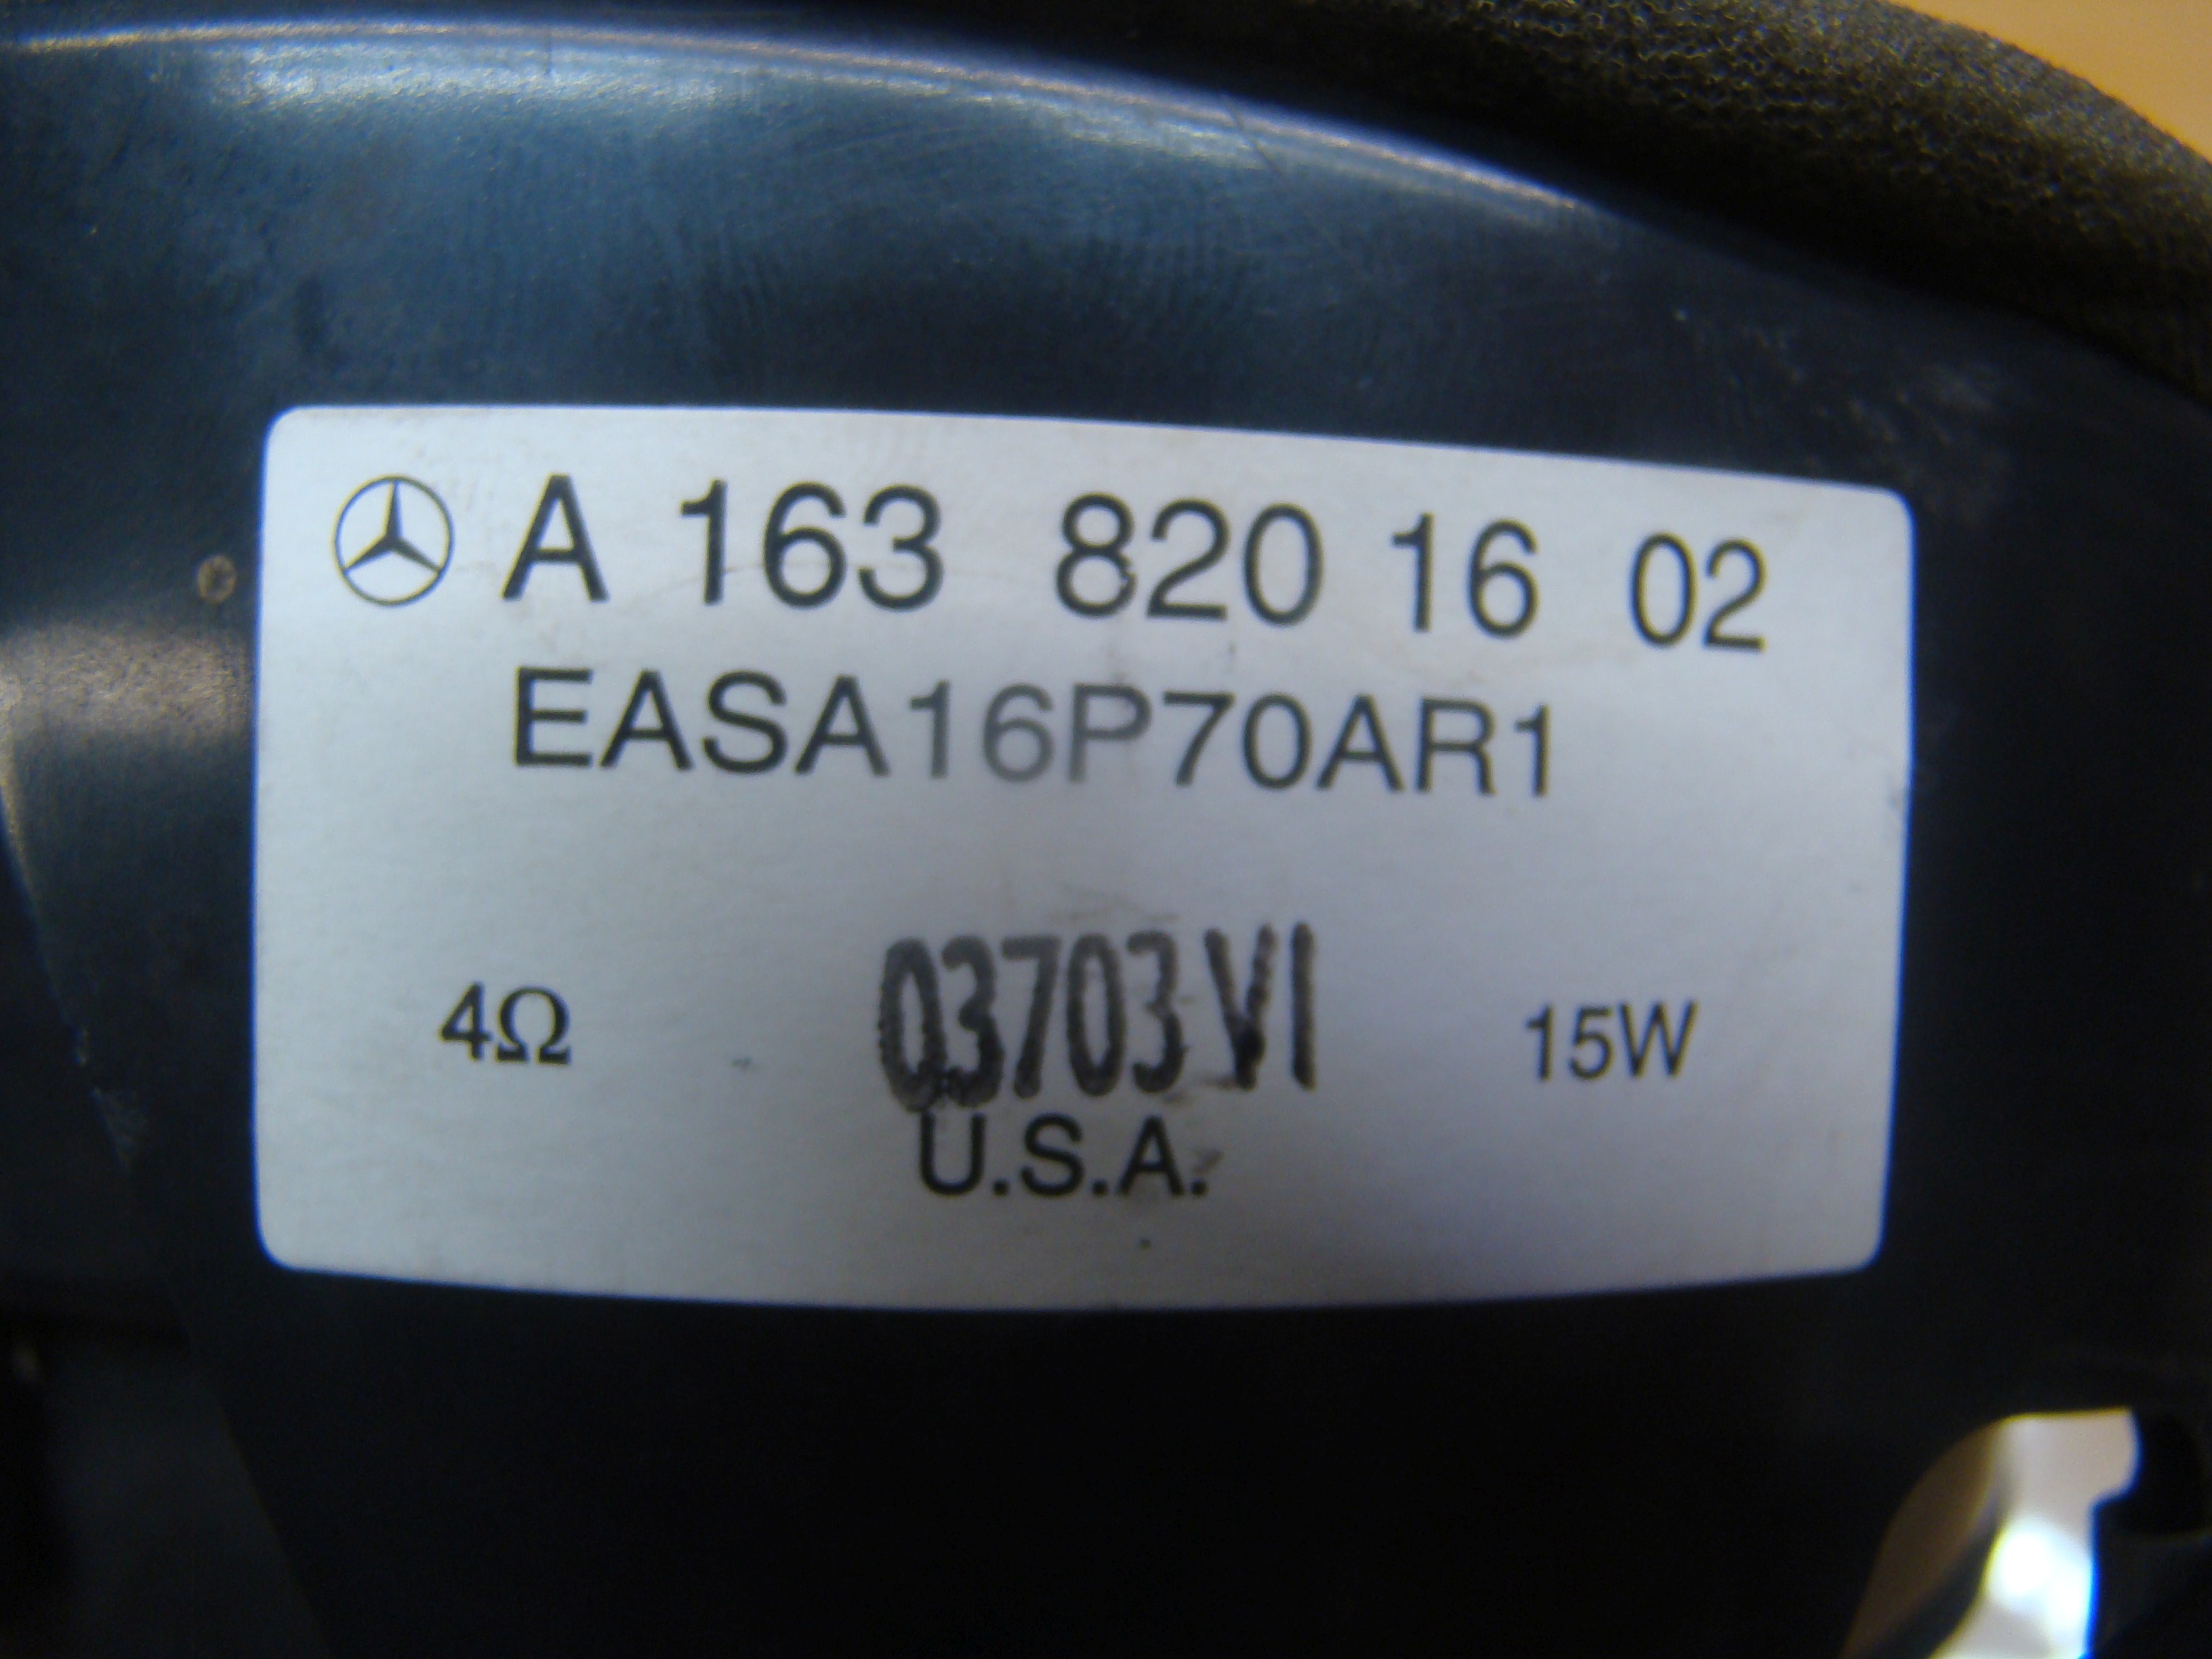 A 163 820 16 02
EASA16P70AR1
4Ω 03703 VI 15W
U.S.A.